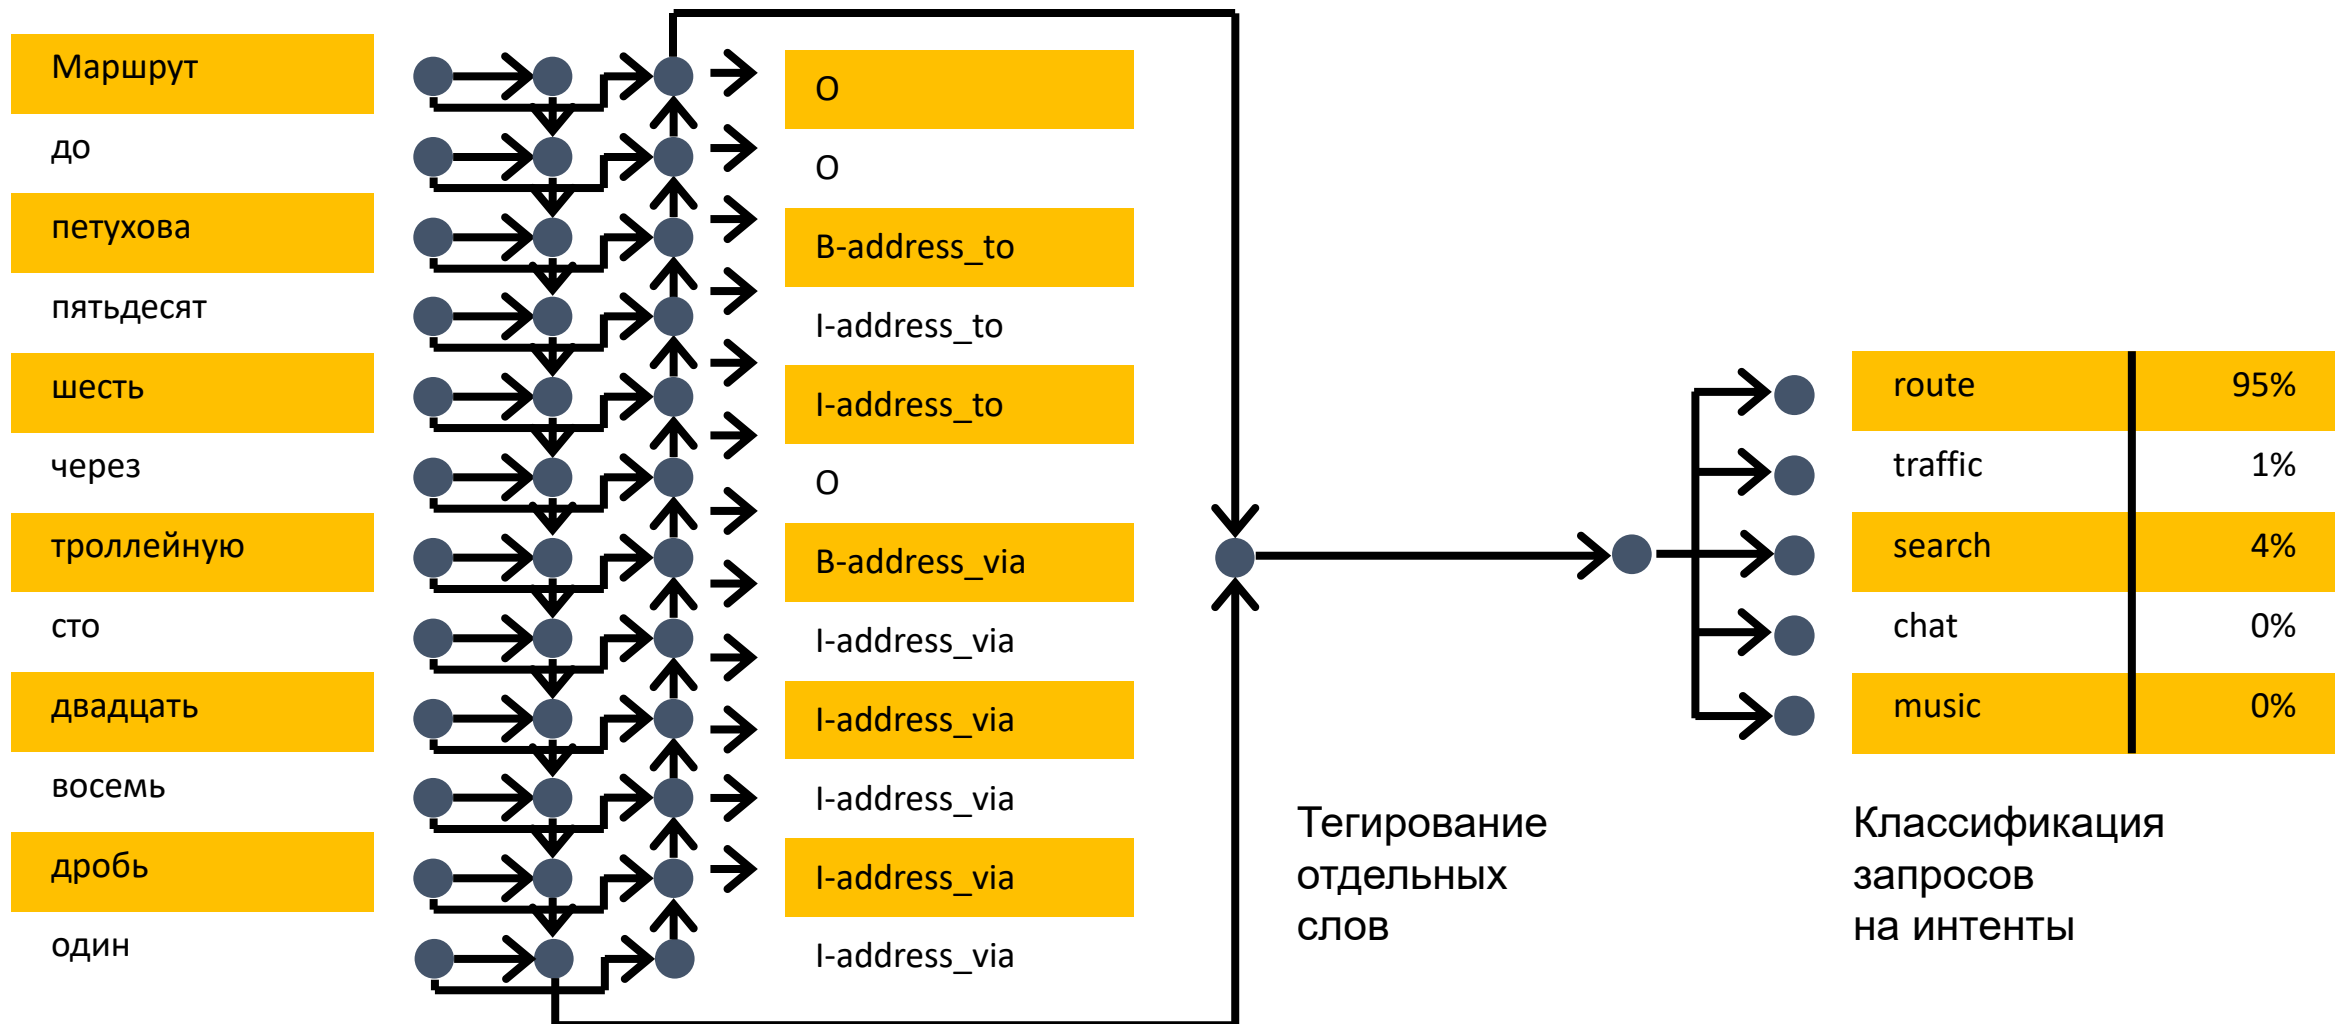 Маршрут
до
петухова
пятьдесят
шесть
через
троллейную
сто
двадцать
восемь
дробь
один
O
O
B-address_to
I-address_to
I-address_to
O
B-address_via
I-address_via
I-address_via
I-address_via
I-address_via
I-address_via
Тегирование
отдельных
слов
route 95%
traffic 1%
search 4%
chat 0%
music 0%
Классификация
запросов
на интенты